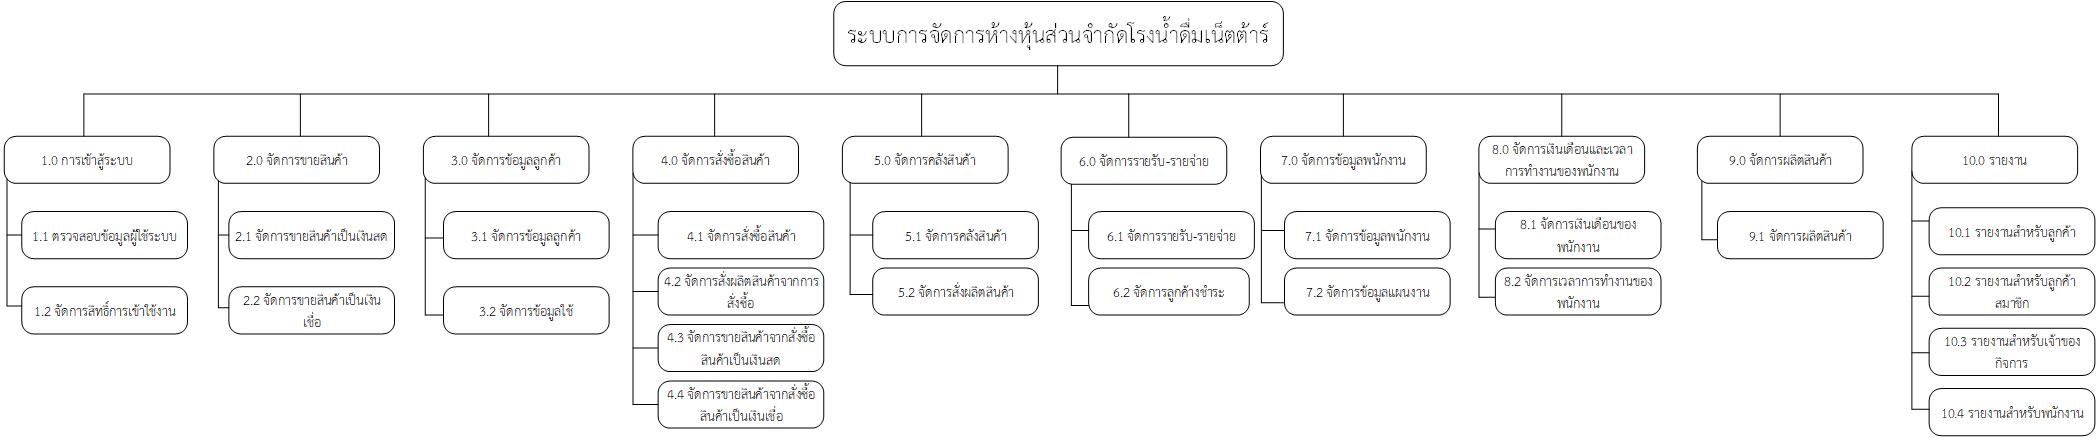 ระบบการจัดการห้างหุ้นส่วนจำกัดโรงน้ำดื่มเน็ตต้าร์
1.0 การเข้าสู่ระบบ
1.1 ตรวจสอบข้อมูลผู้ใช้ระบบ
1.2 จัดการสิทธิ์การเข้าใช้งาน
2.0 จัดการขายสินค้า
2.1 จัดการขายสินค้าเป็นเงินสด
2.2 จัดการขายสินค้าเป็นเงิน
เชื่อ
3.0 จัดการข้อมูลลูกค้า
3.1 จัดการข้อมูลลูกค้า
3.2 จัดการข้อมูลใช้
4.0 จัดการสั่งซื้อสินค้า
4.1 จัดการสั่งซื้อสินค้า
4.2 จัดการสั่งผลิตสินค้าจากการ
สั่งซื้อ
4.3 จัดการขายสินค้าจากสั่งซื้อ
สินค้าเป็นเงินสด
4.4 จัดการขายสินค้าจากสั่งซื้อ
สินค้าเป็นเงินเชื่อ
5.0 จัดการคลังสินค้า
5.1 จัดการคลังสินค้า
5.2 จัดการสั่งผลิตสินค้า
6.0 จัดการรายรับ-รายจ่าย
6.1 จัดการรายรับ-รายจ่าย
6.2 จัดการลูกค้างชำระ
7.0 จัดการข้อมูลพนักงาน
7.1 จัดการข้อมูลพนักงาน
7.2 จัดการข้อมูลแผนงาน
8.0 จัดการเงินเดือนและเวลา
การทำงานของพนักงาน
8.1 จัดการเงินเดือนของ
พนักงาน
8.2 จัดการเวลาการทำงานของ
พนักงาน
9.0 จัดการผลิตสินค้า
9.1 จัดการผลิตสินค้า
10.0 รายงาน
10.1 รายงานสำหรับลูกค้า
10.2 รายงานสำหรับลูกค้า
สมาชิก
10.3 รายงานสำหรับเจ้าของ
กิจการ
10.4 รายงานสำหรับพนักงาน